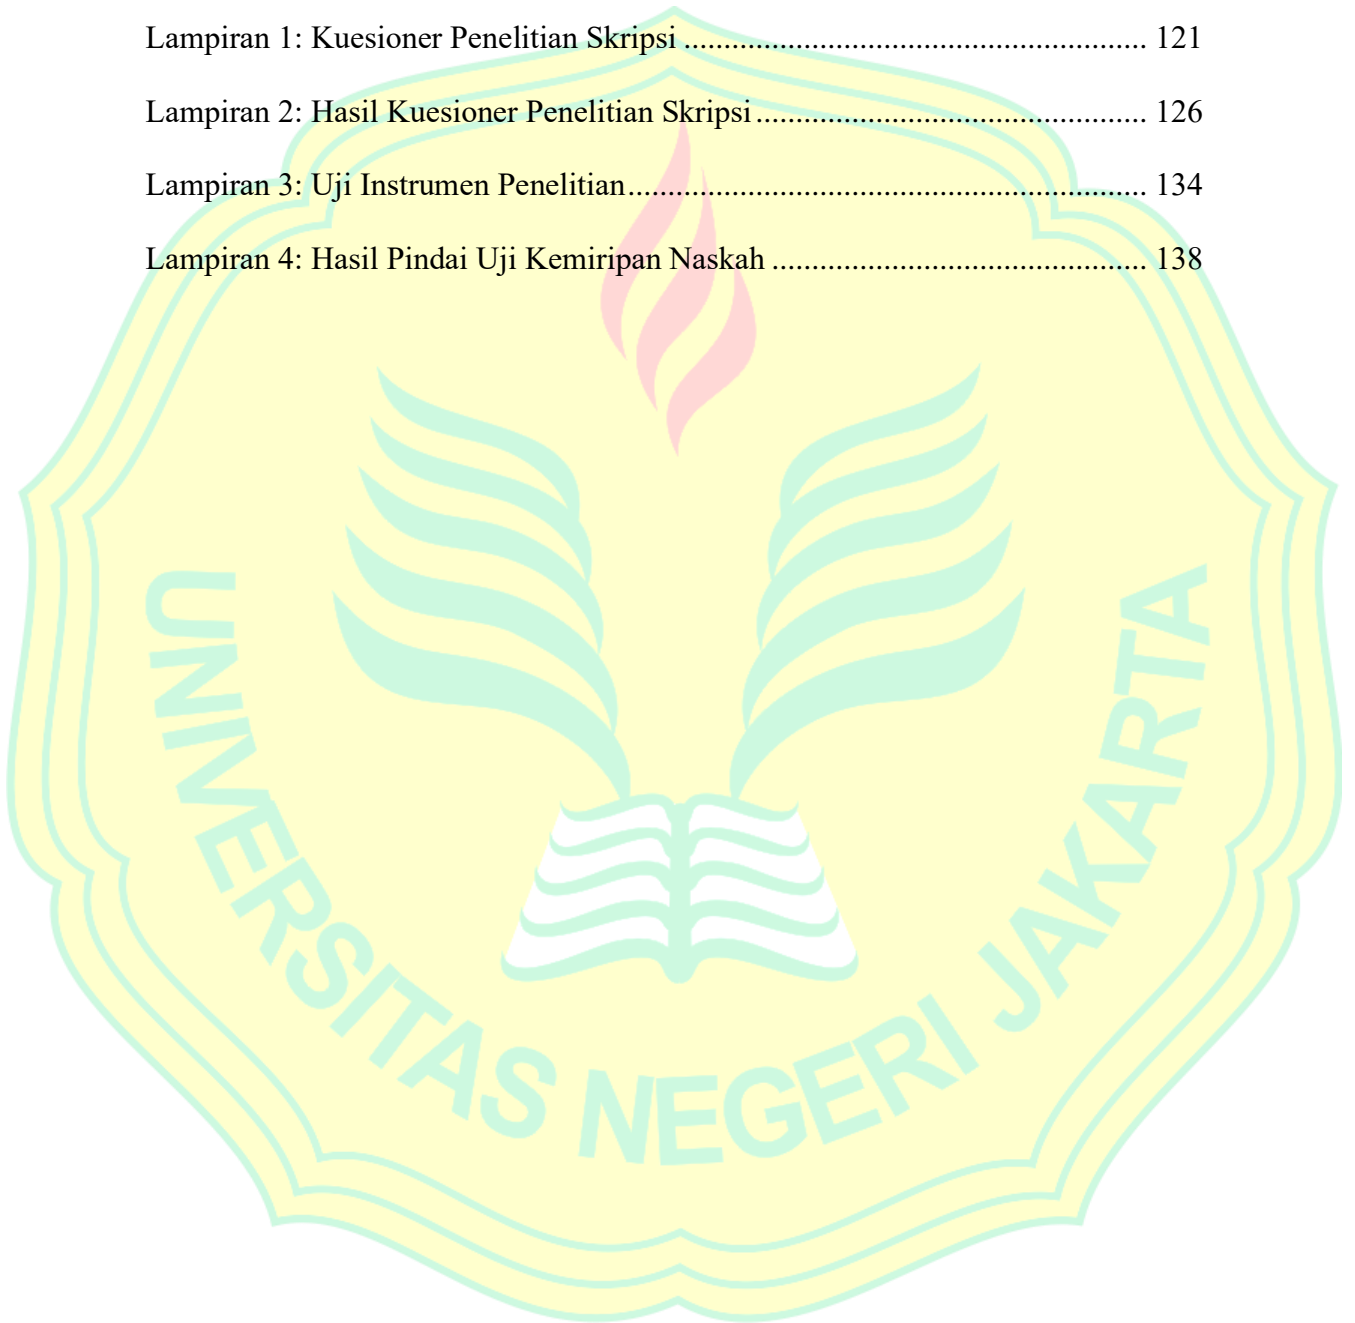 Lampiran 1: Kuesioner Penelitian Skripsi ........................................................... 121
Lampiran 2: Hasil Kuesioner Penelitian Skripsi .................................................. 126
Lampiran 3: Uji Instrumen Penelitian.................................................................. 134
Lampiran 4: Hasil Pindai Uji Kemiripan Naskah ................................................ 138
UNIVERSITAS NEGERI JAKARTA